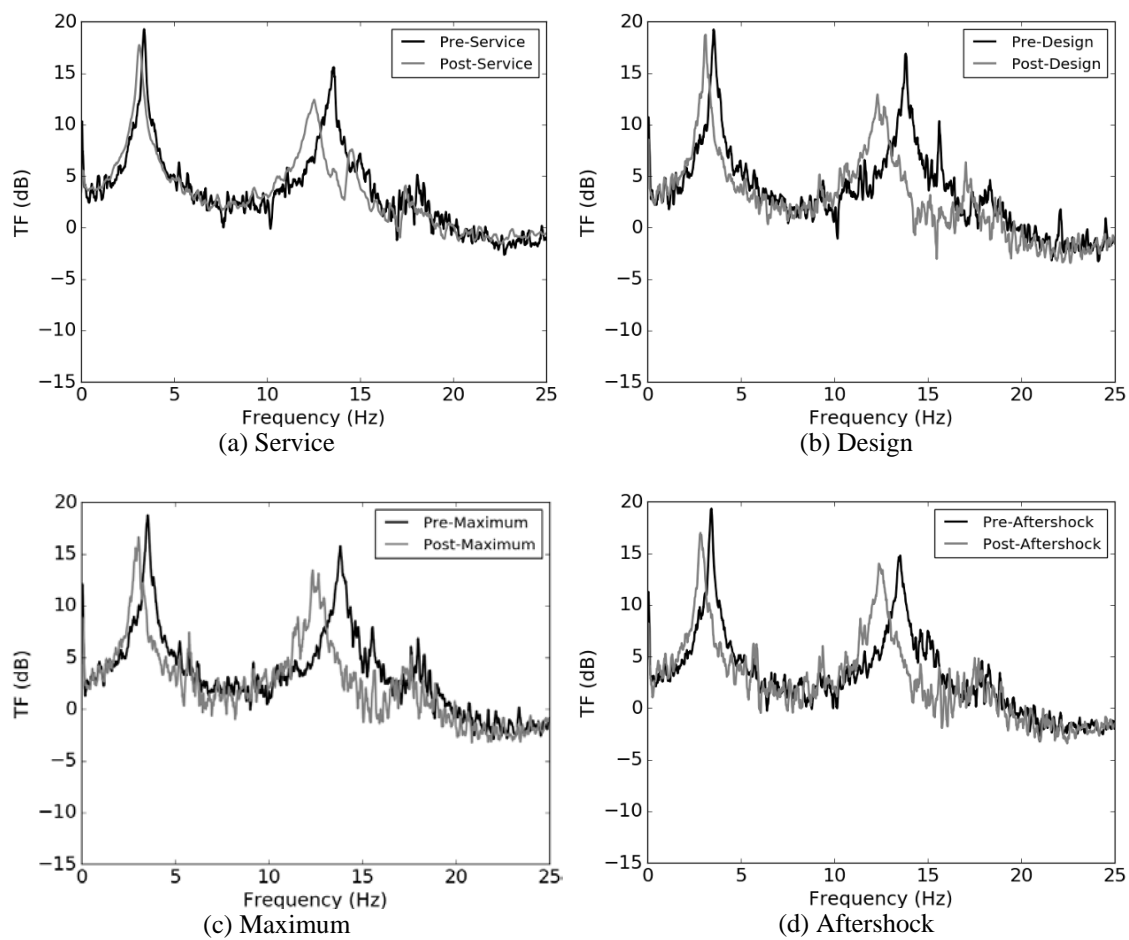 20
15
10
5
0
−5
−10
−15
TF (dB)
Pre-Service
Post-Service
0 5 10 15 20 25
Frequency (Hz)
(a) Service
20
15
10
5
0
−5
−10
−15
TF (dB)
Pre-Design
Post-Design
0 5 10 15 20 25
Frequency (Hz)
(b) Design
20
15
10
5
0
−5
−10
−15
TF (dB)
Pre-Maximum
Post-Maximum
0 5 10 15 20 25
Frequency (Hz)
(c) Maximum
20
15
10
5
0
−5
−10
−15
TF (dB)
Pre-Aftershock
Post-Aftershock
0 5 10 15 20 25
Frequency (Hz)
(d) Aftershock